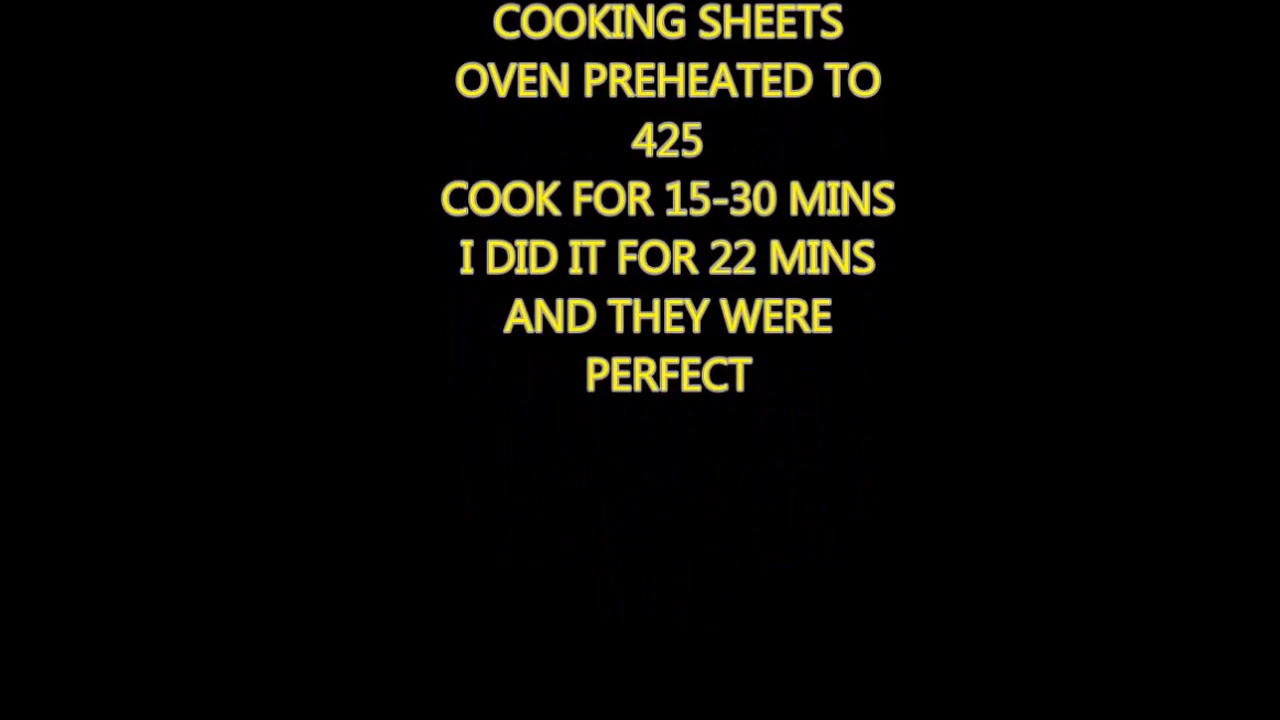 COOKING SHEETS
OVEN PREHEATED TO
425
COOK FOR 15-30 MINS
I DID IT FOR 22 MINS
AND THEY WERE
PERFECT